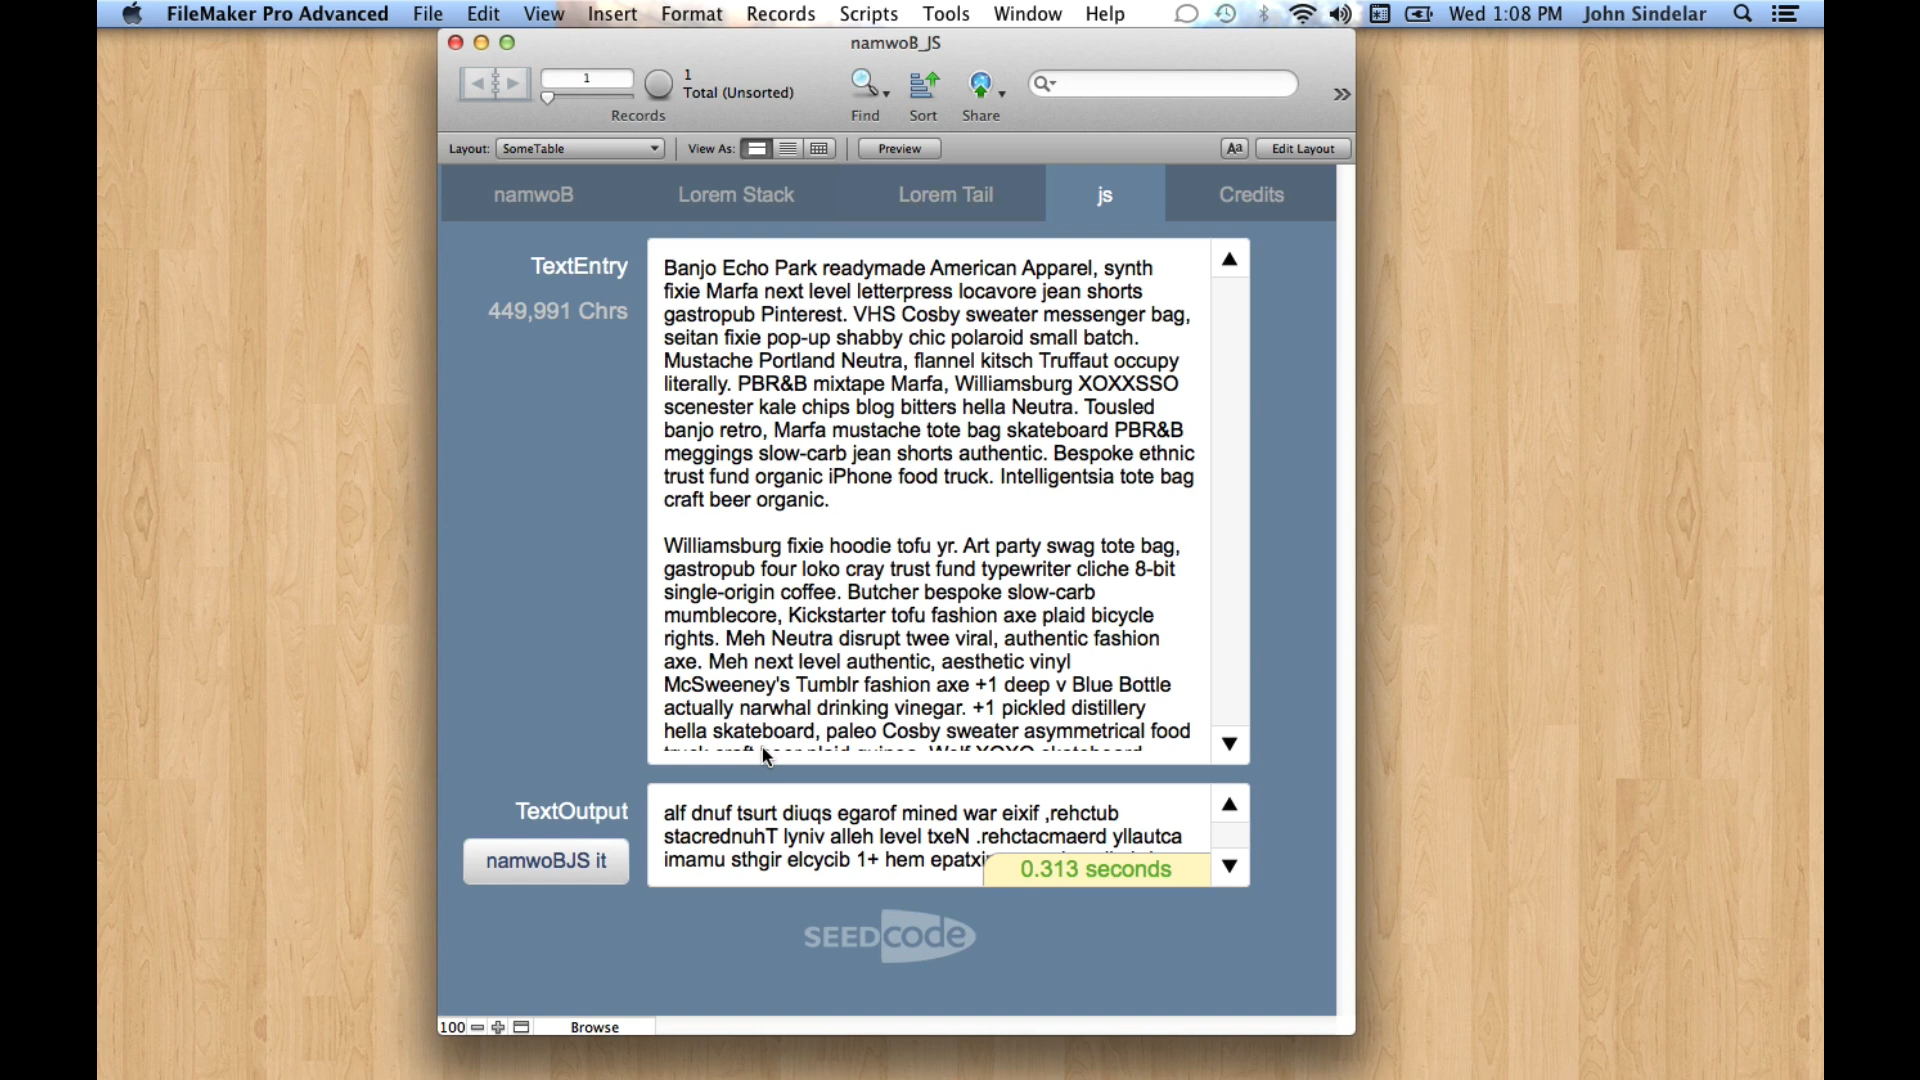 FileMaker Pro Advanced File Edit View Insert Format Records Scripts Tools Window Help Wed 1:08 PM John Sindelar
namwoB_JS
1
1
Total (Unsorted)
Records
Find Sort Share
Layout: SomeTable View As: Preview Aa Edit Layout
namwoB Lorem Stack Lorem Tail js Credits
TextEntry
449,991 Chrs
Banjo Echo Park readymade American Apparel, synth
fixie Marfa next level letterpress locavore jean shorts
gastropub Pinterest. VHS Cosby sweater messenger bag,
seitan fixie pop-up shabby chic polaroid small batch.
Mustache Portland Neutra, flannel kitsch Truffaut occupy
literally. PBR&B mixtape Marfa, Williamsburg XOXXSSO
scenester kale chips blog bitters hella Neutra. Tousled
banjo retro, Marfa mustache tote bag skateboard PBR&B
meggings slow-carb jean shorts authentic. Bespoke ethnic
trust fund organic iPhone food truck. Intelligentsia tote bag
craft beer organic.
Williamsburg fixie hoodie tofu yr. Art party swag tote bag,
gastropub four loko cray trust fund typewriter cliche 8-bit
single-origin coffee. Butcher bespoke slow-carb
mumblecore, Kickstarter tofu fashion axe plaid bicycle
rights. Meh Neutra disrupt twee viral, authentic fashion
axe. Meh next level authentic, aesthetic vinyl
McSweeney's Tumblr fashion axe +1 deep v Blue Bottle
actually narwhal drinking vinegar. +1 pickled distillery
hella skateboard, paleo Cosby sweater asymmetrical food
TextOutput
namwoBJS it
alf dnuf tsurt diuqs egarof mined war eixif ,rehctub
stacrednuhT lyniv alleh level txeN .rehctacmaerd yllautca
imamu sthgir elcycib 1+ hem
0.313 seconds
SEEDcode
100 Browse